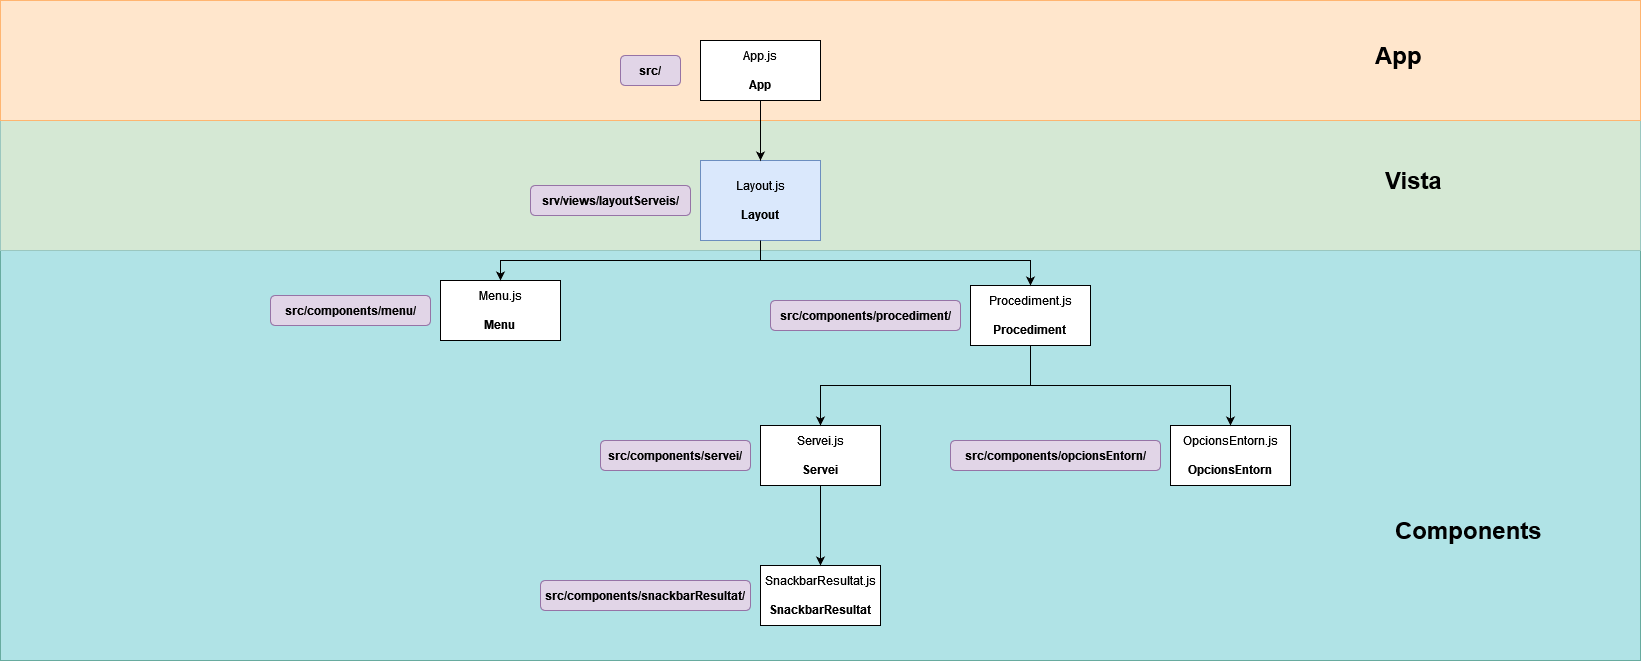 App.js
App
src/
App
Layout.js
Layout
srv/views/layoutServeis/
Vista
Menu.js
Menu
src/components/menu/
Procediment.js
Procediment
src/components/procediment/
Servei.js
Servei
src/components/servei/
OpcionsEntorn.js
OpcionsEntorn
src/components/opcionsEntorn/
Components
SnackbarResultat.js
SnackbarResultat
src/components/snackbarResultat/